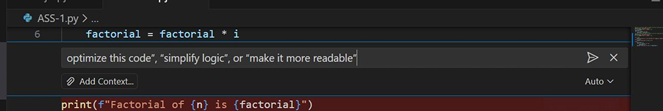 ASS-1.py > ...
6 factorial = factorial * i
optimize this code”, “simplify logic”, or “make it more readable“
Add Context...
Auto
print(f"Factorial of {n} is {factorial}")